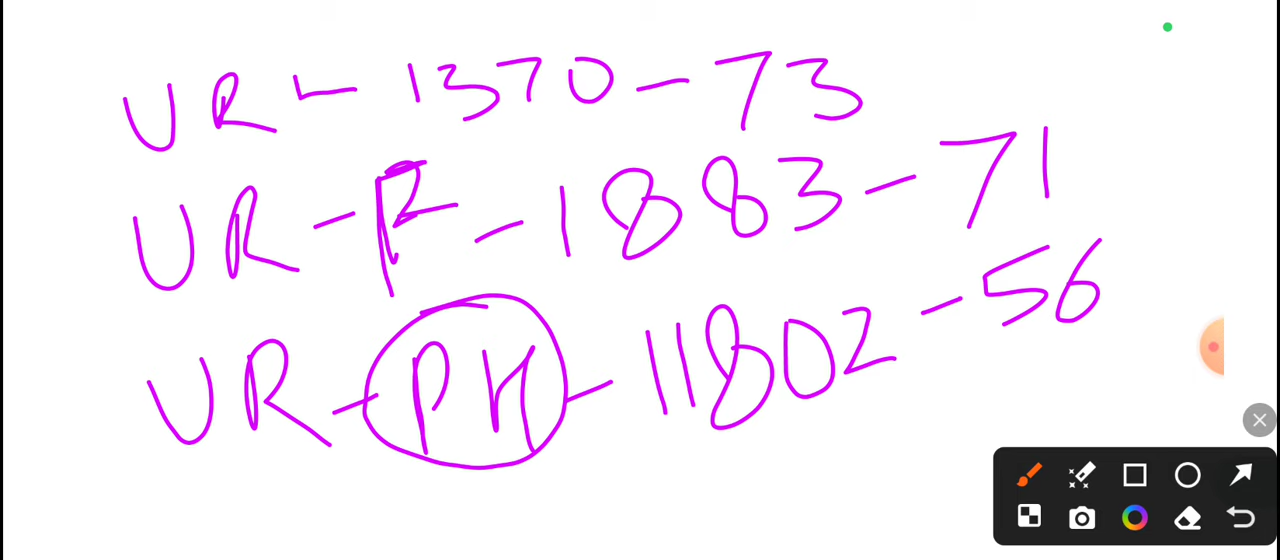 UR - 1370 - 73
UR - F - 1883 - 71
UR - PH - 11802 - 56